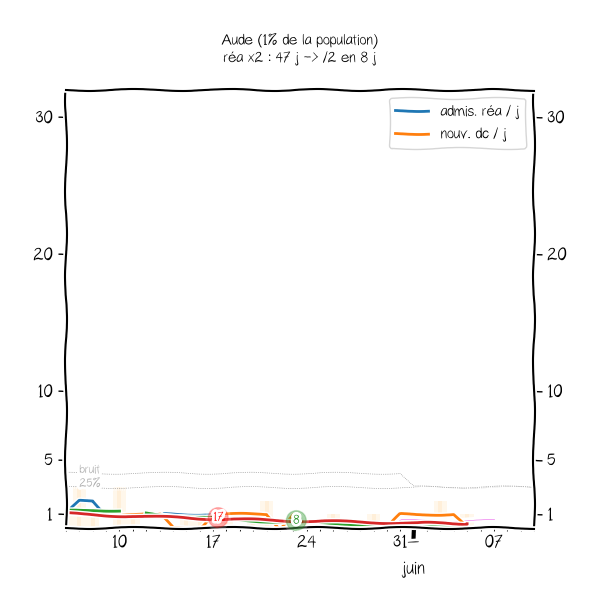 Aude (1% de la population)
réa x2 : 47 j -> /2 en 8 j
admis. réa / j
nouv. dc / j
30 30
20 20
10 10
5 5
1 1
bruit
25%
17 8
10 17 24 31 07
juin